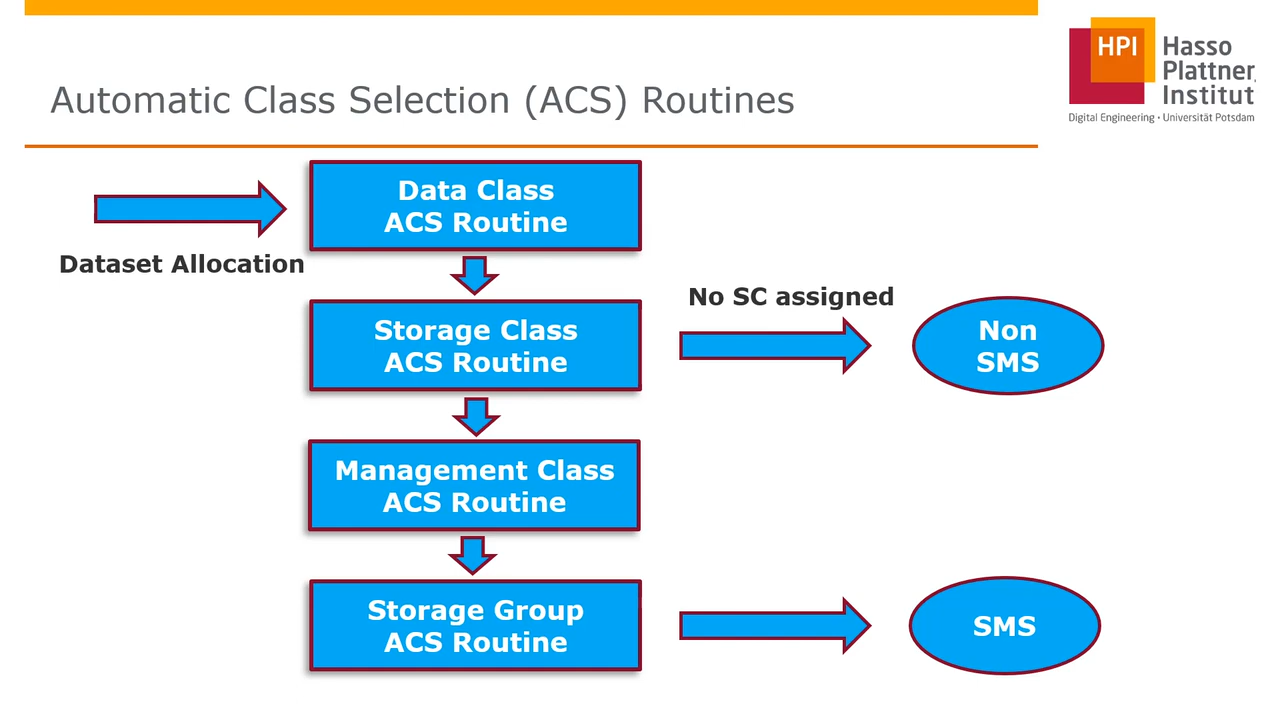 Automatic Class Selection (ACS) Routines
HPI
Hasso
Plattner
Institut
Digital Engineering • Universität Potsdam
Data Class
ACS Routine
Dataset Allocation
No SC assigned
Storage Class
ACS Routine
Non
SMS
Management Class
ACS Routine
Storage Group
ACS Routine
SMS